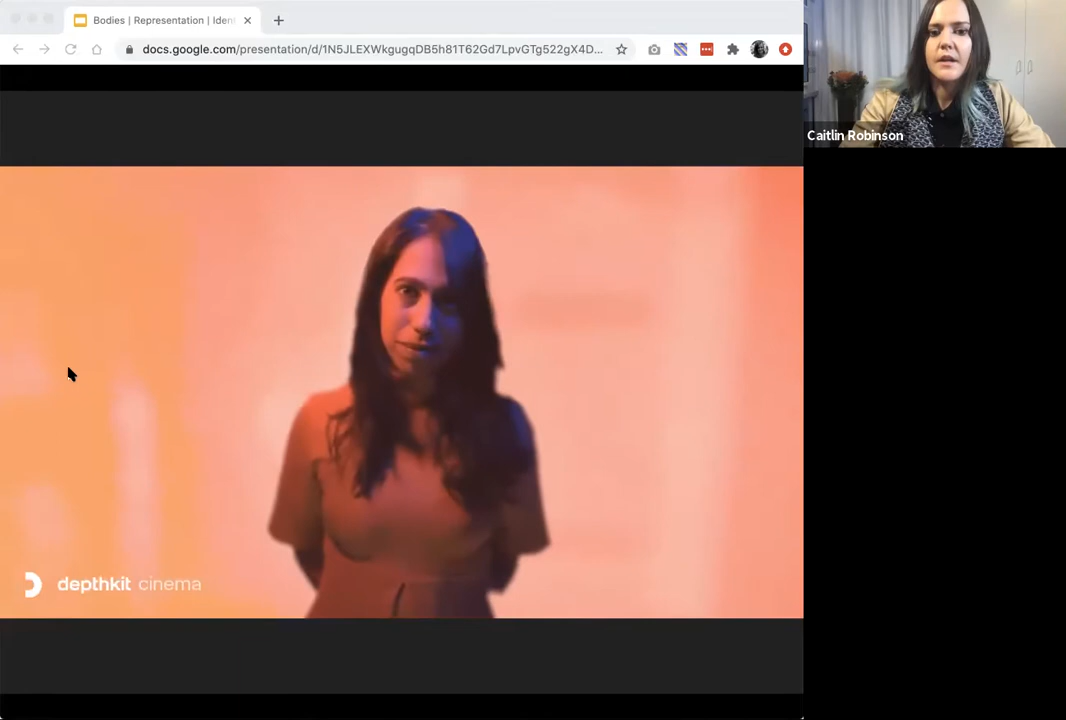 Bodies | Representation | Iden
docs.google.com/presentation/d/1N5JLEXWkgugqDB5h81T62Gd7LpvGTg522gX4D...
Caitlin Robinson
depthkit cinema